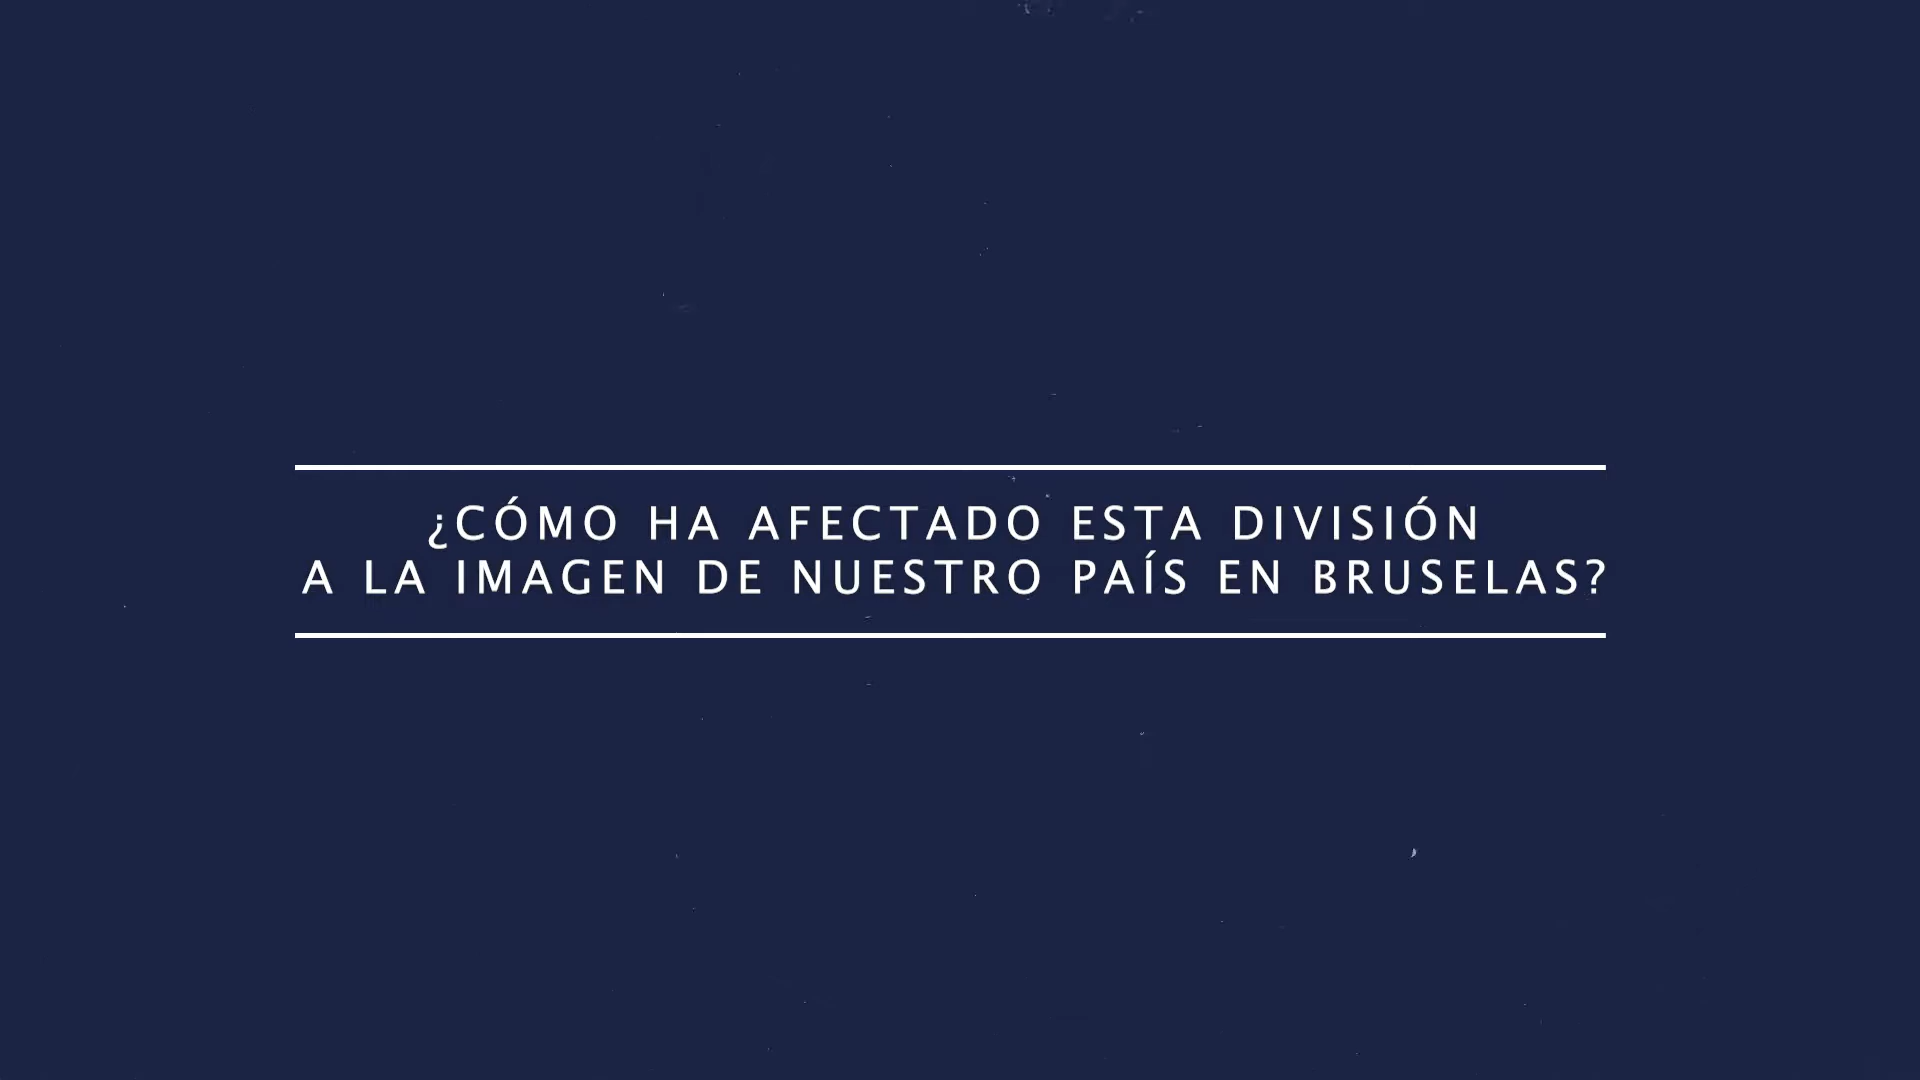 ¿CÓMO HA AFECTADO ESTA DIVISIÓN
A LA IMAGEN DE NUESTRO PAÍS EN BRUSELAS?